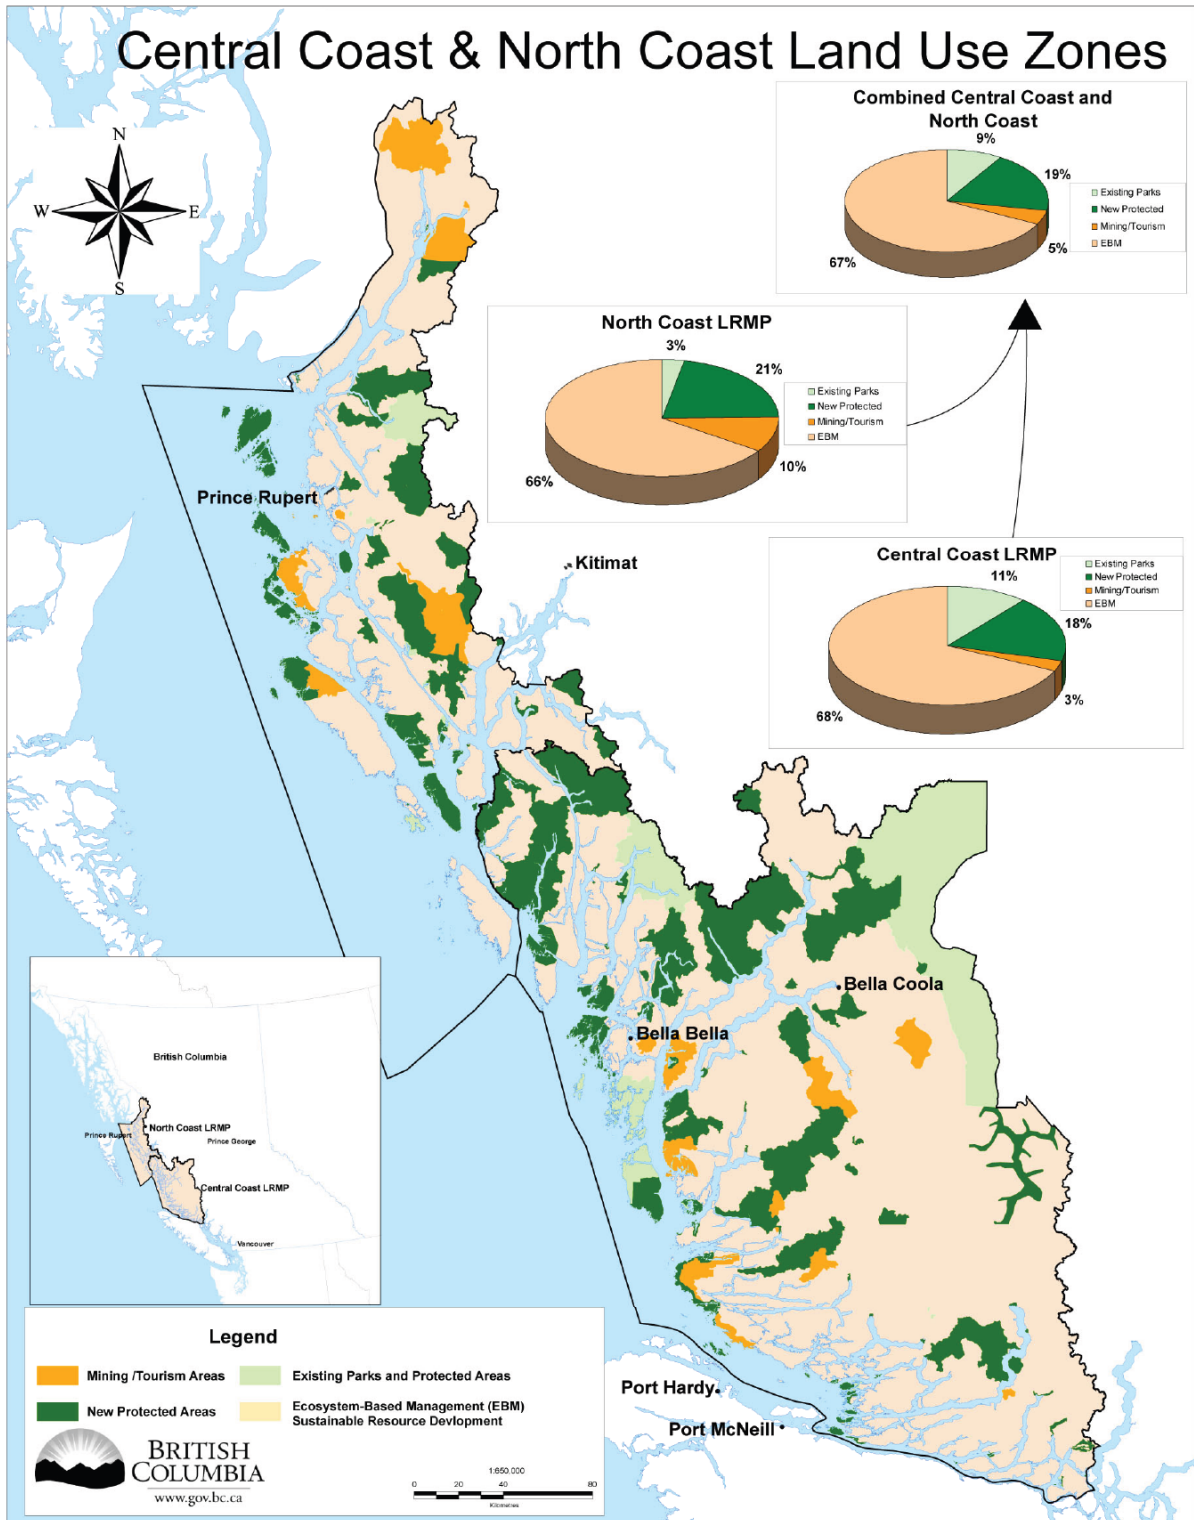 Central Coast & North Coast Land Use Zones
N
W
E
S
Combined Central Coast and
North Coast
9%
19%
5%
67%
Existing Parks
New Protected
Mining/Tourism
EBM
North Coast LRMP
3%
21%
10%
66%
Existing Parks
New Protected
Mining/Tourism
EBM
Central Coast LRMP
11%
18%
3%
68%
Existing Parks
New Protected
Mining/Tourism
EBM
Prince Rupert
Kitimat
Bella Coola
Bella Bella
Port Hardy
Port McNeill
British Columbia
North Coast LRMP
Prince Rupert
Prince George
Central Coast LRMP
Vancouver
Legend
Mining /Tourism Areas
Existing Parks and Protected Areas
New Protected Areas
Ecosystem-Based Management (EBM)
Sustainable Resource Devlopment
BRITISH
COLUMBIA
www.gov.bc.ca
1:650,000
0 20 40 80
Kilometres